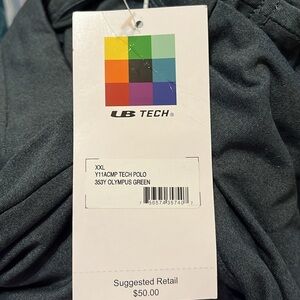 UB TECH®
XXL
Y11ACMP TECH POLO
353Y OLYMPUS GREEN
Suggested Retail
$50.00